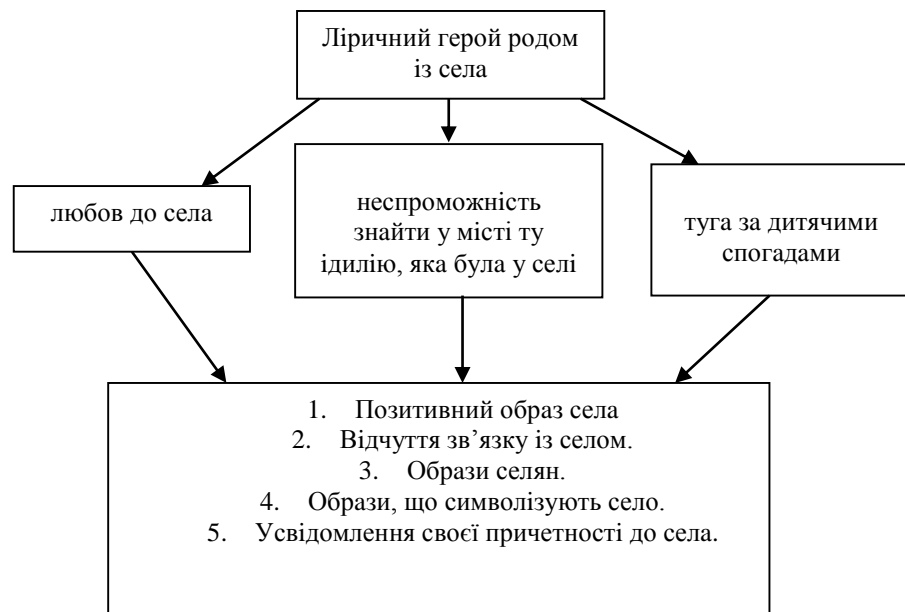 Ліричний герой родом
із села
любов до села
неспроможність
знайти у місті ту
ідилію, яка була у селі
туга за дитячими
спогадами
1. Позитивний образ села
2. Відчуття зв’язку із селом.
3. Образи селян.
4. Образи, що символізують село.
5. Усвідомлення своєї причетності до села.